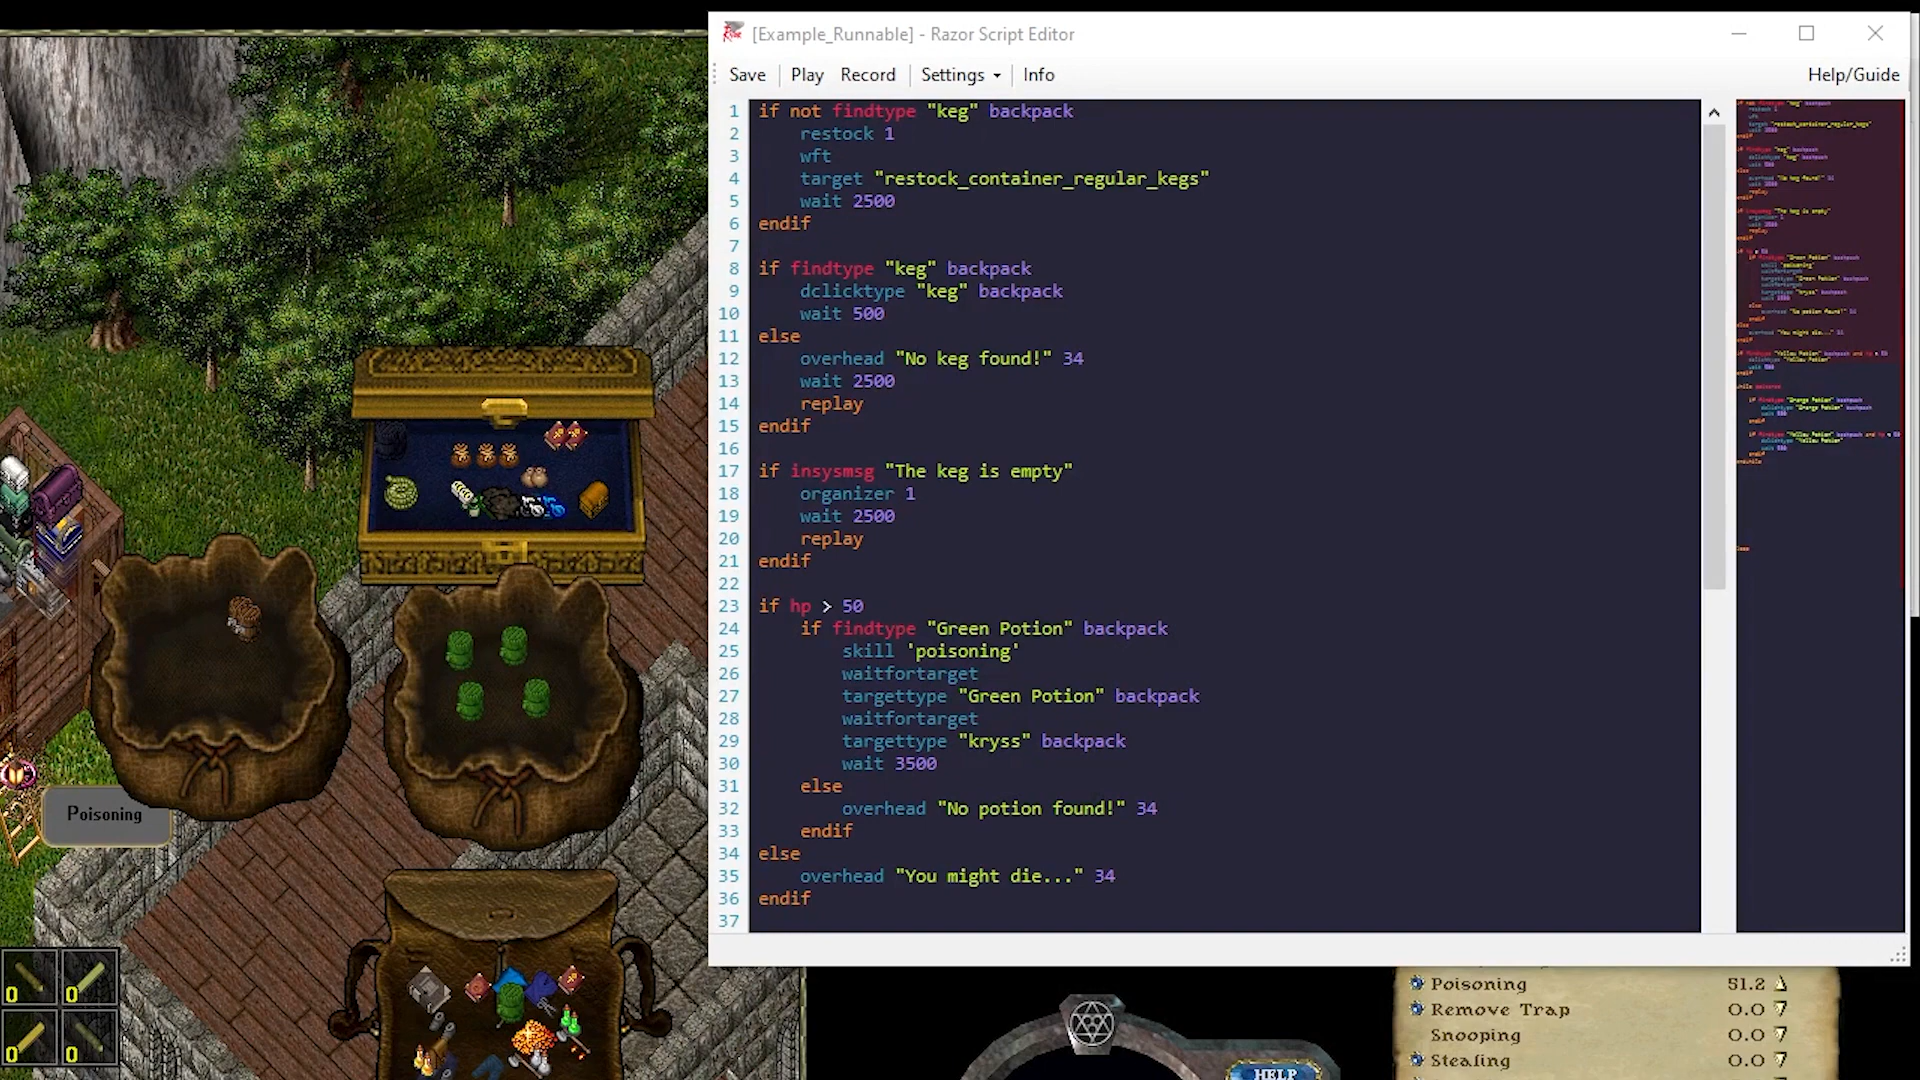 [Example_Runnable] - Razor Script Editor
Save Play Record Settings Info Help/Guide
1 if not findtype "keg" backpack
2 restock 1
3 wft
4 target "restock_container_regular_kegs"
5 wait 2500
6 endif
7
8 if findtype "keg" backpack
9 dclicktype "keg" backpack
10 wait 500
11 else
12 overhead "No keg found!" 34
13 wait 2500
14 replay
15 endif
16
17 if insysmsg "The keg is empty"
18 organizer 1
19 wait 2500
20 replay
21 endif
22
23 if hp > 50
24 if findtype "Green Potion" backpack
25 skill 'poisoning'
26 waitfortarget
27 targettype "Green Potion" backpack
28 waitfortarget
29 targettype "kryss" backpack
30 wait 3500
31 else
32 overhead "No potion found!" 34
33 endif
34 else
35 overhead "You might die..." 34
36 endif
37
Poisoning
0 0
0 0
HELP
Poisoning 51.2
Remove Trap 0.0
Snooping 0.0
Stealing 0.0